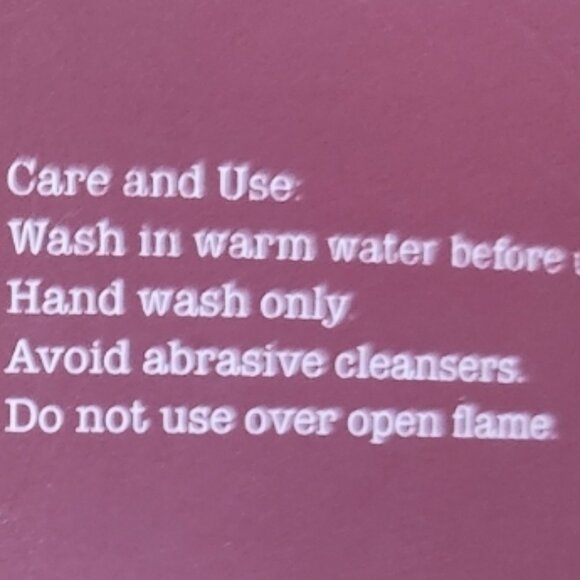 Care and Use:
Wash in warm water before
Hand wash only.
Avoid abrasive cleansers.
Do not use over open flame.